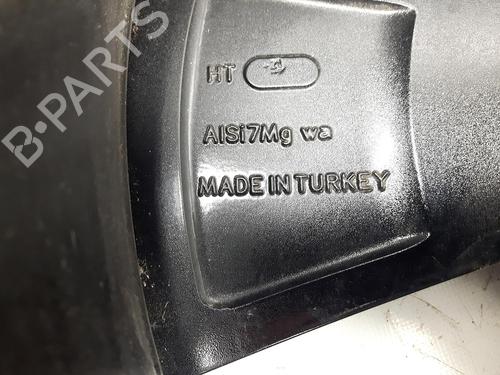 B-PARTS
HT
AlSi7Mg wa
MADE IN TURKEY